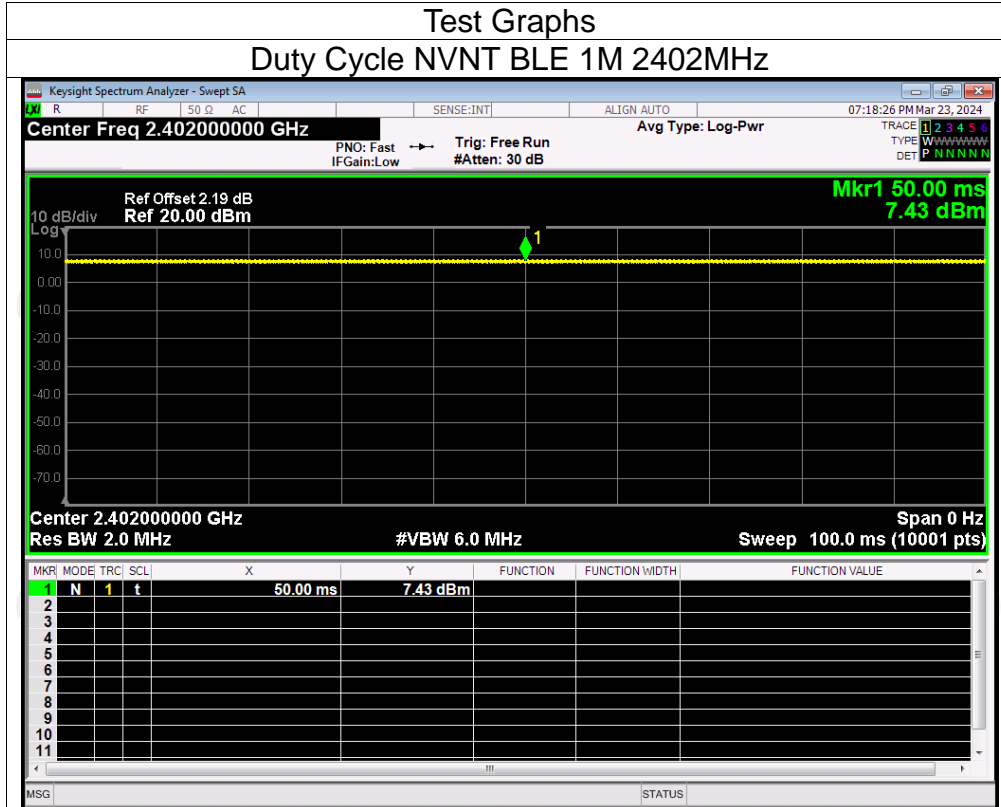 Test Graphs
Duty Cycle NVNT BLE 1M 2402MHz
Keysight Spectrum Analyzer - Swept SA
LXI R RF 50 Ω AC SENSE:INT ALIGN AUTO 07:18:26 PM Mar 23, 2024
Center Freq 2.402000000 GHz Avg Type: Log-Pwr TRACE 1 2 3 4 5 6
PNO: Fast Trig: Free Run TYPE WWWWWWW
IFGain:Low #Atten: 30 dB DET P N N N N N
Mkr1 50.00 ms
Ref Offset 2.19 dB
10 dB/div Ref 20.00 dBm 7.43 dBm
Log
1
10.0
0.00
-10.0
-20.0
-30.0
-40.0
-50.0
-60.0
-70.0
Center 2.402000000 GHz Span 0 Hz
Res BW 2.0 MHz #VBW 6.0 MHz Sweep 100.0 ms (10001 pts)
MKR MODE TRC SCL X Y FUNCTION FUNCTION WIDTH FUNCTION VALUE
1 N 1 t 50.00 ms 7.43 dBm
2
3
4
5
6
7
8
9
10
11
MSG STATUS